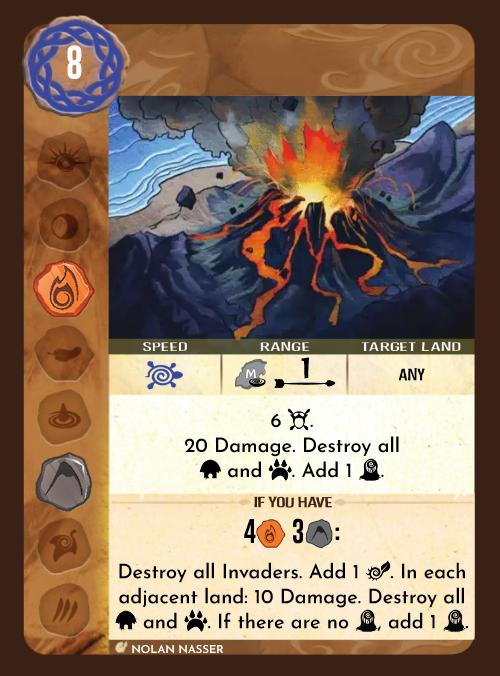 8
SPEED RANGE TARGET LAND
M 1 ANY
6 .
20 Damage. Destroy all
and . Add 1 .
IF YOU HAVE
4 3 :
Destroy all Invaders. Add 1 . In each
adjacent land: 10 Damage. Destroy all
and . If there are no , add 1 .
NOLAN NASSER